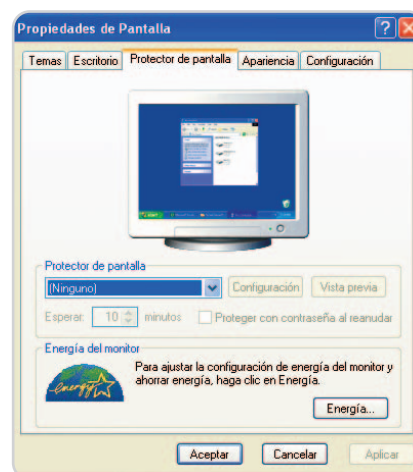 Propiedades de Pantalla
Temas Escritorio Protector de pantalla Apariencia Configuración
Protector de pantalla
(Ninguno) Configuración Vista previa
Esperar: 10 minutos Proteger con contraseña al reanudar
Energía del monitor
energy
Para ajustar la configuración de energía del monitor y
ahorrar energía, haga clic en Energía.
Energía...
Aceptar Cancelar Aplicar